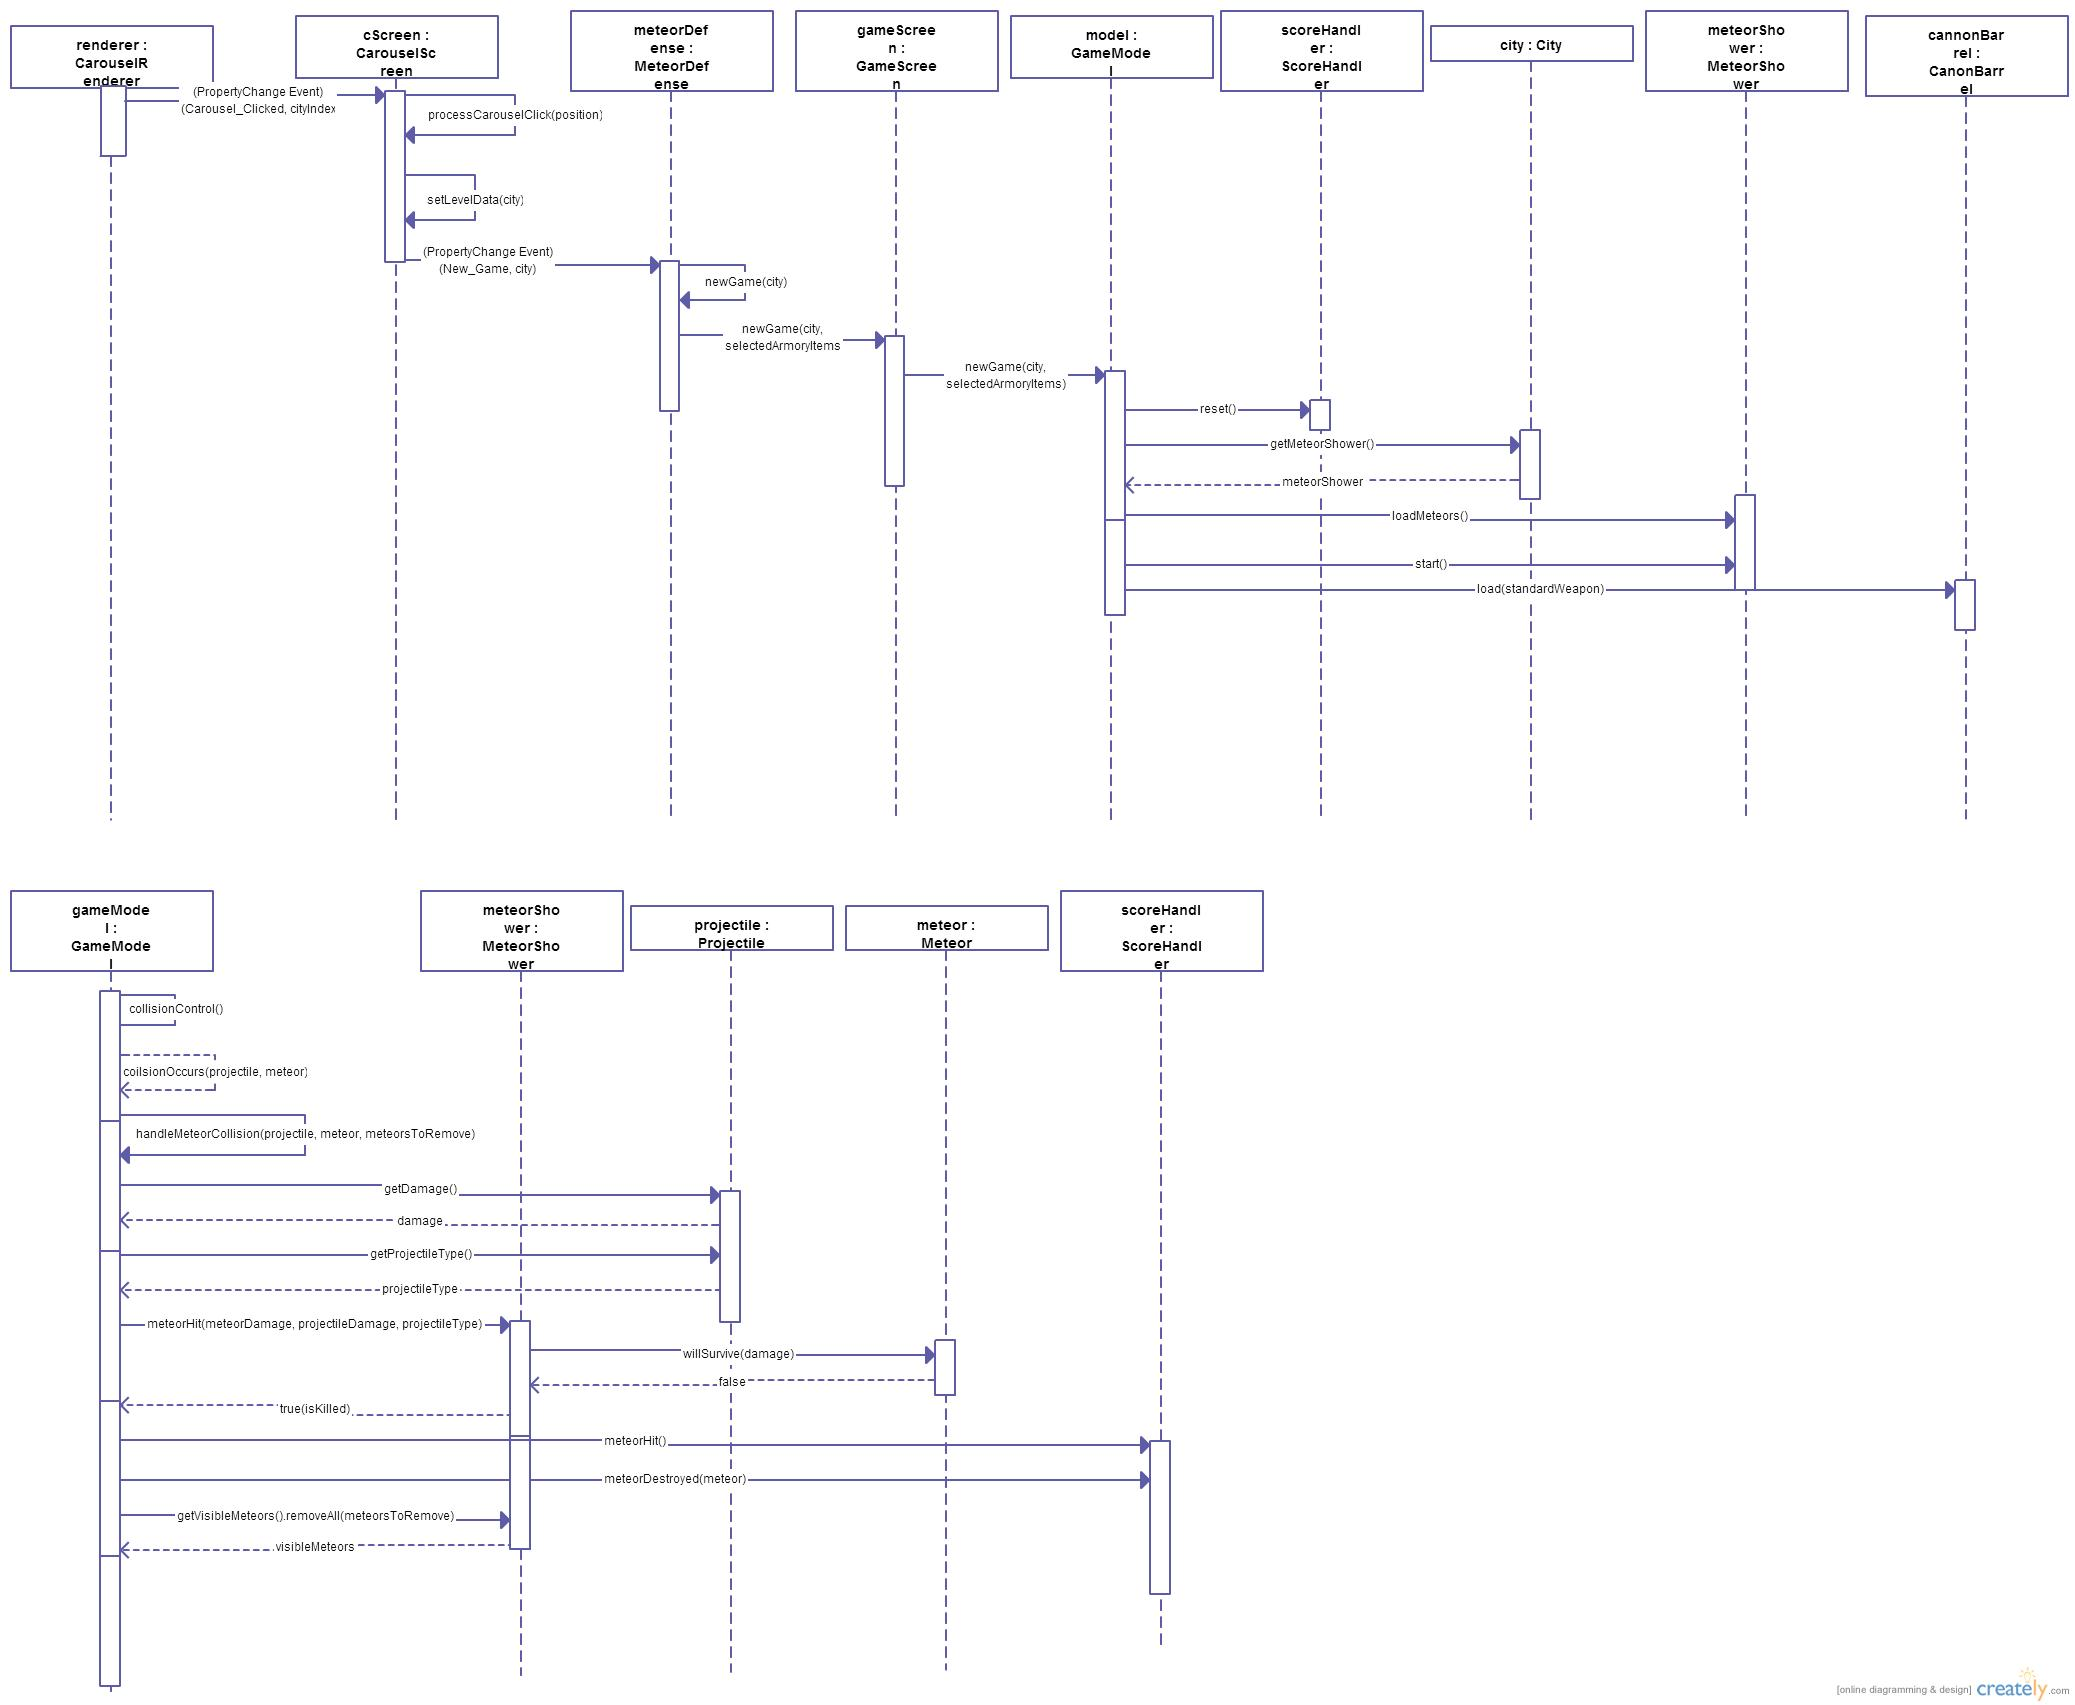 renderer :
CarouselR
enderer
cScreen :
CarouselSc
reen
meteorDef
ense :
MeteorDef
ense
gameScree
n :
GameScree
n
model :
GameMode
l
scoreHandl
er :
ScoreHandl
er
city : City
meteorSho
wer :
MeteorSho
wer
cannonBar
rel :
CanonBarr
el
(PropertyChange Event)
(Carousel_Clicked, cityIndex
processCarouselClick(position)
setLevelData(city)
(PropertyChange Event)
(New_Game, city)
newGame(city)
newGame(city,
selectedArmoryItems
newGame(city,
selectedArmoryItems)
reset()
getMeteorShower()
meteorShower
loadMeteors()
start()
load(standardWeapon)
gameMode
l :
GameMode
l
meteorSho
wer :
MeteorSho
wer
projectile :
Projectile
meteor :
Meteor
scoreHandl
er :
ScoreHandl
er
collisionControl()
coilsionOccurs(projectile, meteor)
handleMeteorCollision(projectile, meteor, meteorsToRemove)
getDamage()
damage
getProjectileType()
projectileType
meteorHit(meteorDamage, projectileDamage, projectileType)
willSurvive(damage)
false
true(isKilled)
meteorHit()
meteorDestroyed(meteor)
getVisibleMeteors().removeAll(meteorsToRemove)
visibleMeteors
[online diagramming & design] creately.com